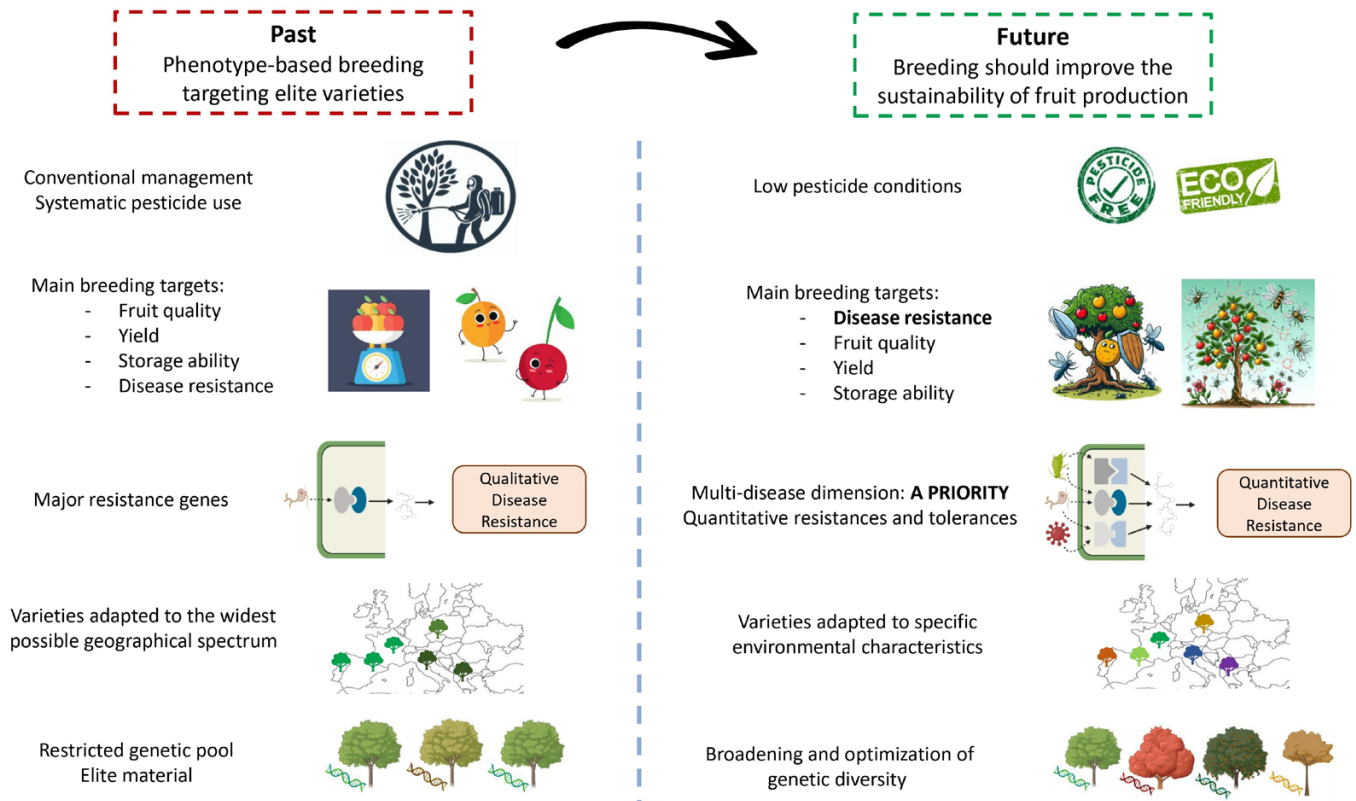 Past
Phenotype-based breeding
targeting elite varieties
Future
Breeding should improve the
sustainability of fruit production
Conventional management
Systematic pesticide use
Low pesticide conditions
PESTICIDE
FREE
ECO
FRIENDLY
Main breeding targets:
- Fruit quality
- Yield
- Storage ability
- Disease resistance
Main breeding targets:
- Disease resistance
- Fruit quality
- Yield
- Storage ability
Major resistance genes
Qualitative
Disease
Resistance
Multi-disease dimension: A PRIORITY
Quantitative resistances and tolerances
Quantitative
Disease
Resistance
Varieties adapted to the widest
possible geographical spectrum
Varieties adapted to specific
environmental characteristics
Restricted genetic pool
Elite material
Broadening and optimization of
genetic diversity